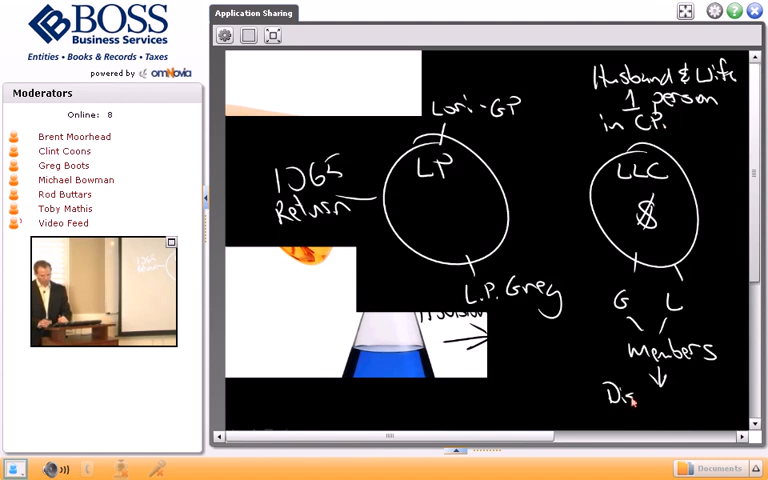 BOSS
Business Services
Entities • Books & Records • Taxes
powered by omNovia
Moderators
Online: 8
Brent Moorhead
Clint Coons
Greg Boots
Michael Bowman
Rod Buttars
Toby Mathis
Video Feed
Application Sharing
Husband & Wife
1 person
in CP.
Lori - GP
LP
1065
Return
L.P. Greg
LLC
$
G L
Members
Dis
Documents